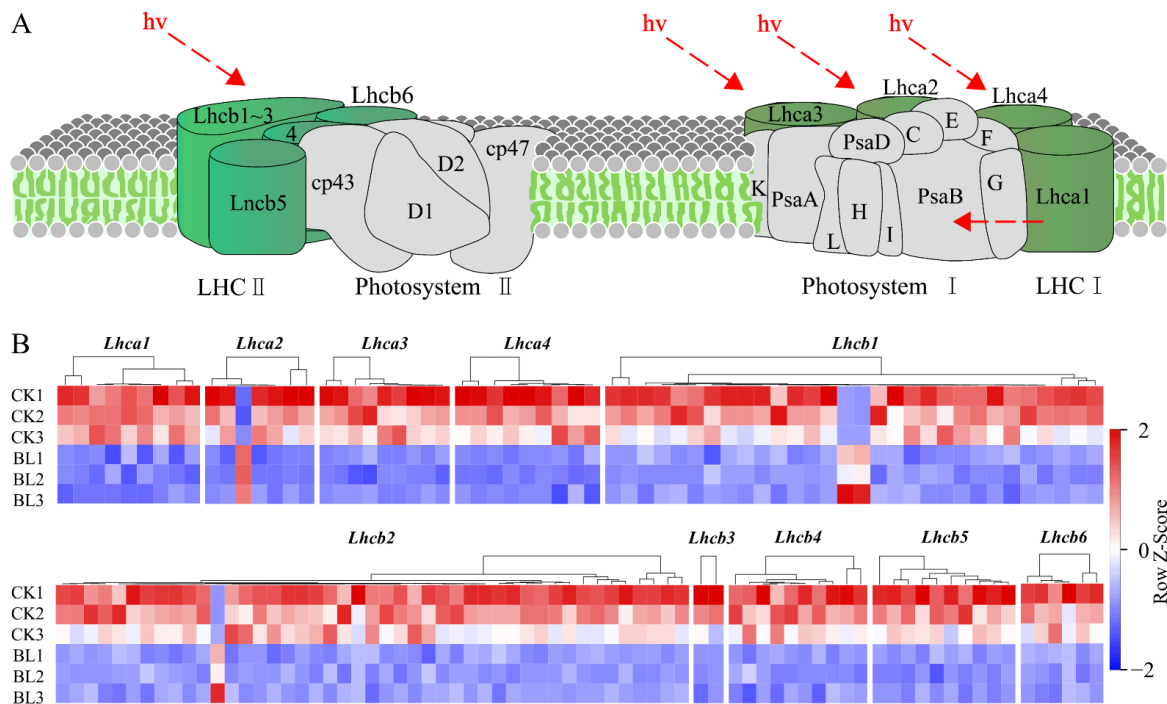 A
hv
hv
hv
hv
Lhcb1~3
Lhcb6
4
Lncb5
cp43
D1
D2
cp47
Lhca3
Lhca2
Lhca4
PsaD
C
E
F
K
PsaA
L
H
I
PsaB
G
Lhca1
LHC Ⅱ
Photosystem Ⅱ
Photosystem Ⅰ
LHC Ⅰ
B
Lhca1 Lhca2 Lhca3 Lhca4 Lhcb1
CK1
CK2
CK3
BL1
BL2
BL3
Lhcb2 Lhcb3 Lhcb4 Lhcb5 Lhcb6
CK1
CK2
CK3
BL1
BL2
BL3
2
0
−2
Row Z-Score